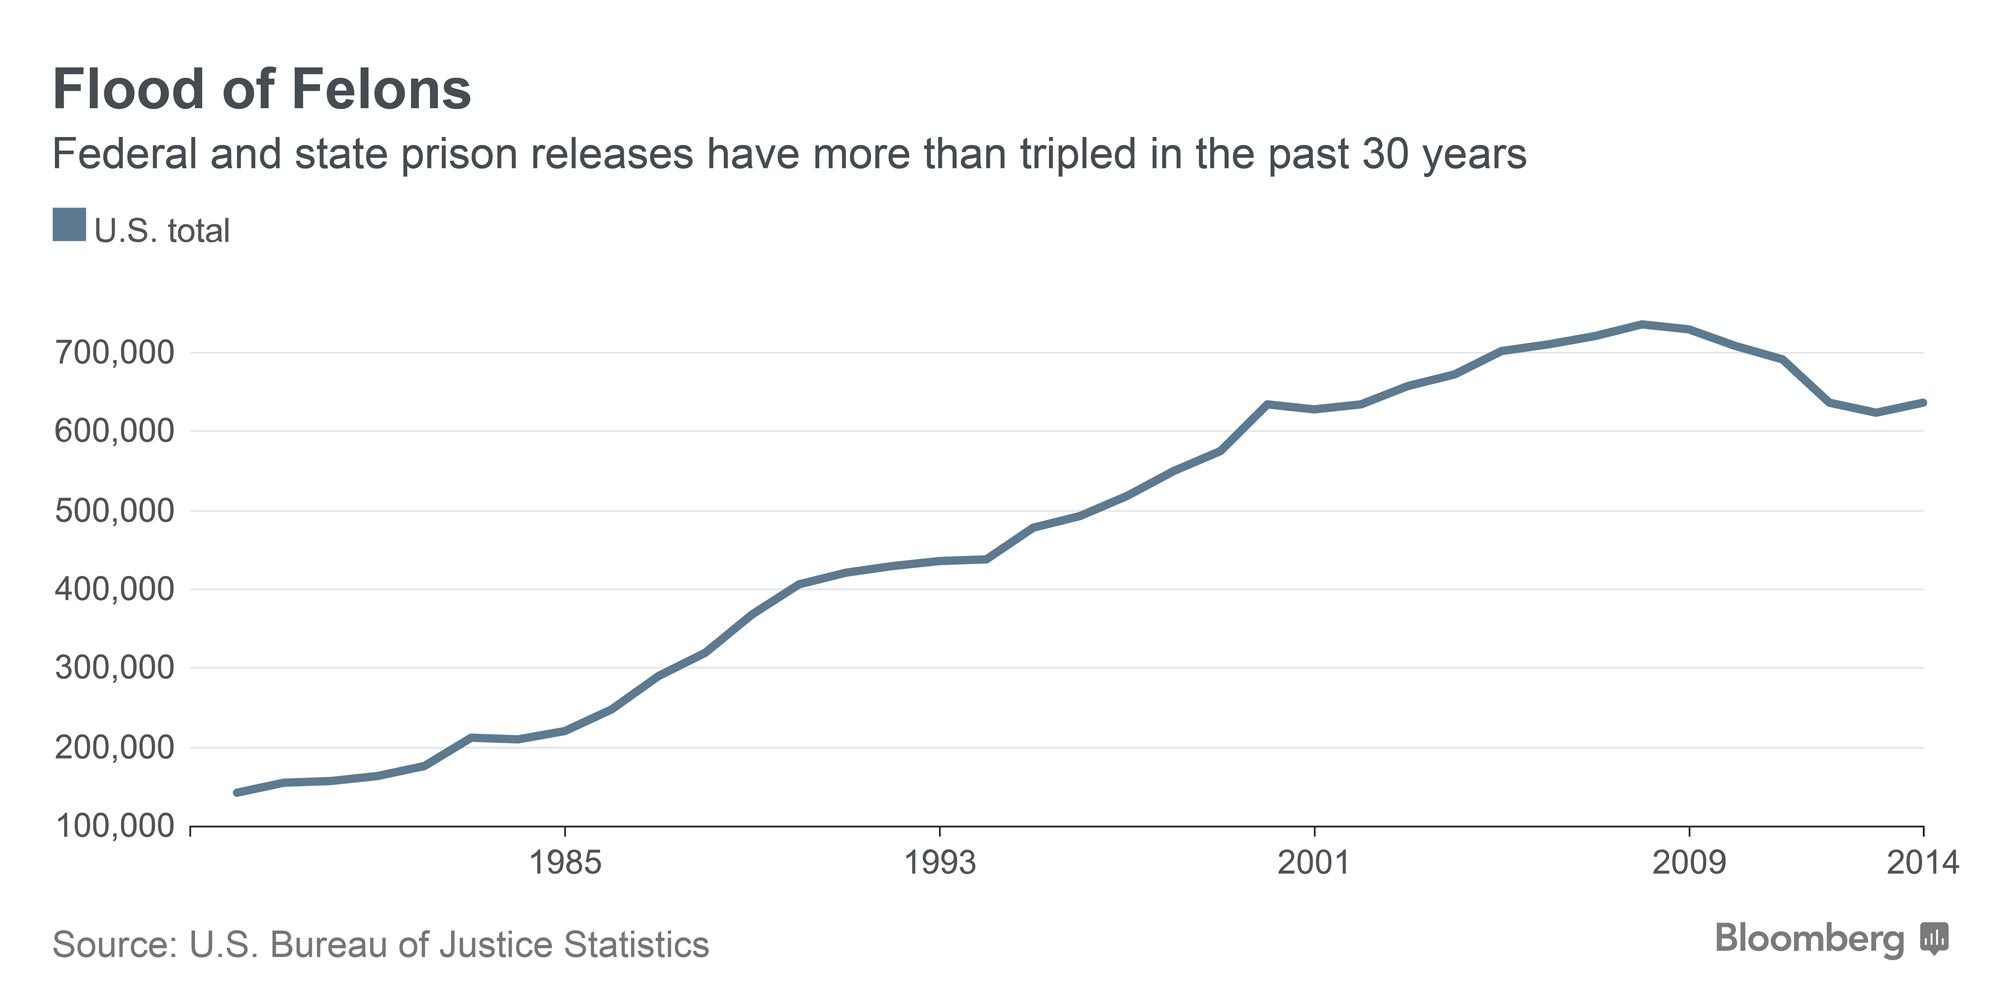 Flood of Felons
Federal and state prison releases have more than tripled in the past 30 years
U.S. total
700,000
600,000
500,000
400,000
300,000
200,000
100,000
1985 1993 2001 2009 2014
Source: U.S. Bureau of Justice Statistics
Bloomberg